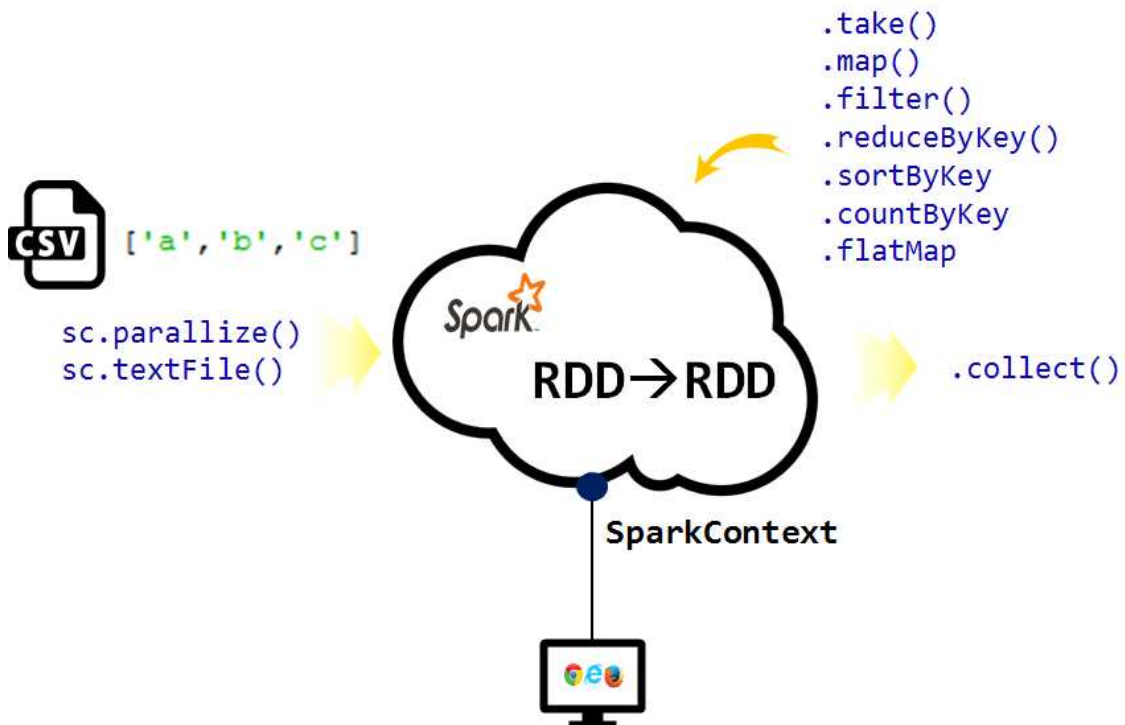 .take()
.map()
.filter()
.reduceByKey()
.sortByKey
.countByKey
.flatMap
CSV
['a','b','c']
sc.parallize()
sc.textFile()
Spark
RDD→RDD
.collect()
SparkContext